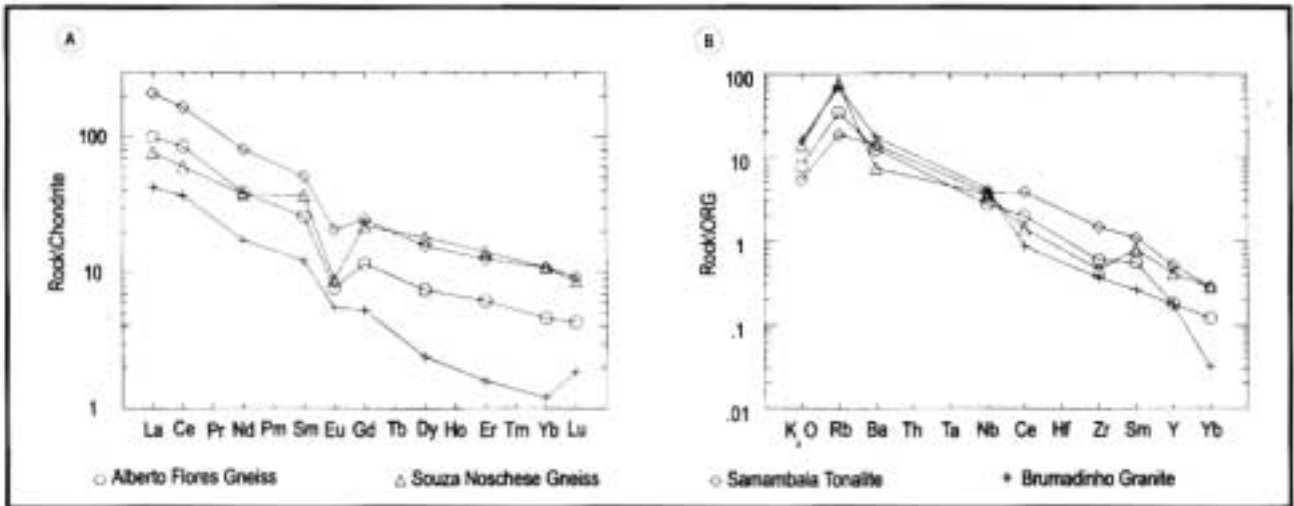 A
B
Rock\Chondrite
100
10
1
La Ce Pr Nd Pm Sm Eu Gd Tb Dy Ho Er Tm Yb Lu
Rock\ORG
100
10
1
.1
.01
K₂O Rb Ba Th Ta Nb Ce Hf Zr Sm Y Yb
Alberto Flores Gneiss
Souza Noschese Gneiss
Samambaia Tonalite
Brumadinho Granite